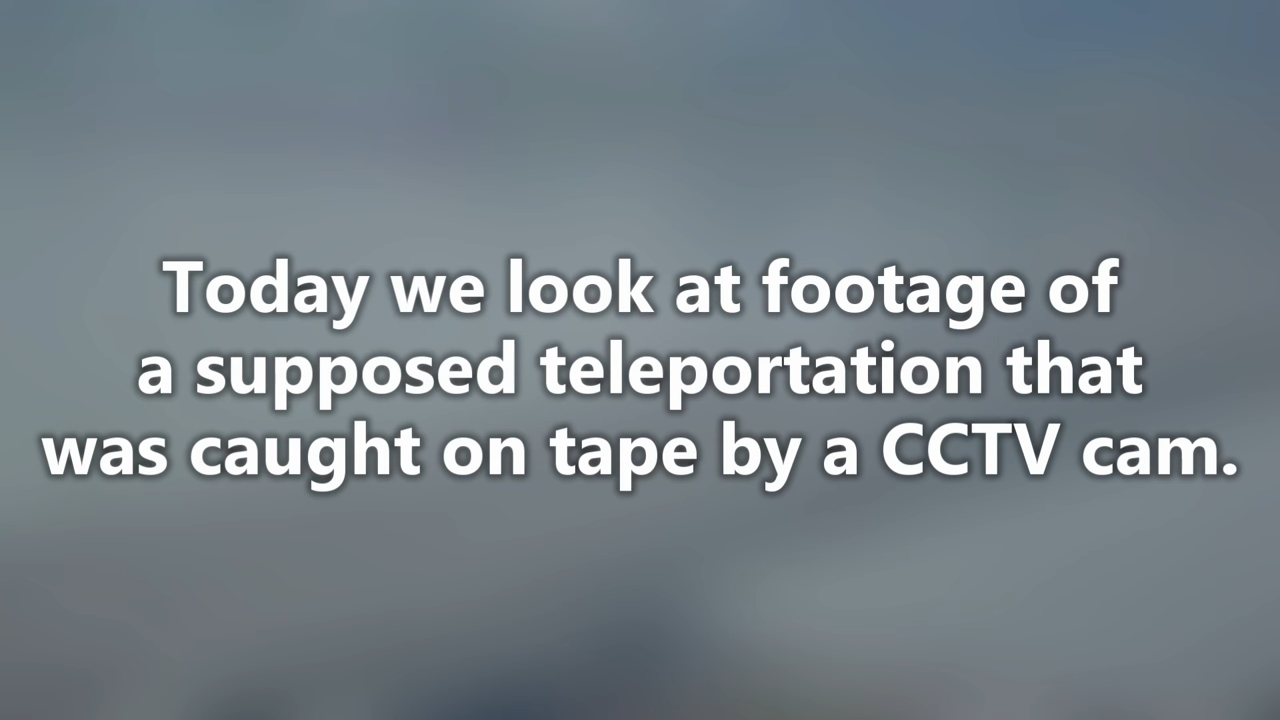 Today we look at footage of
a supposed teleportation that
was caught on tape by a CCTV cam.